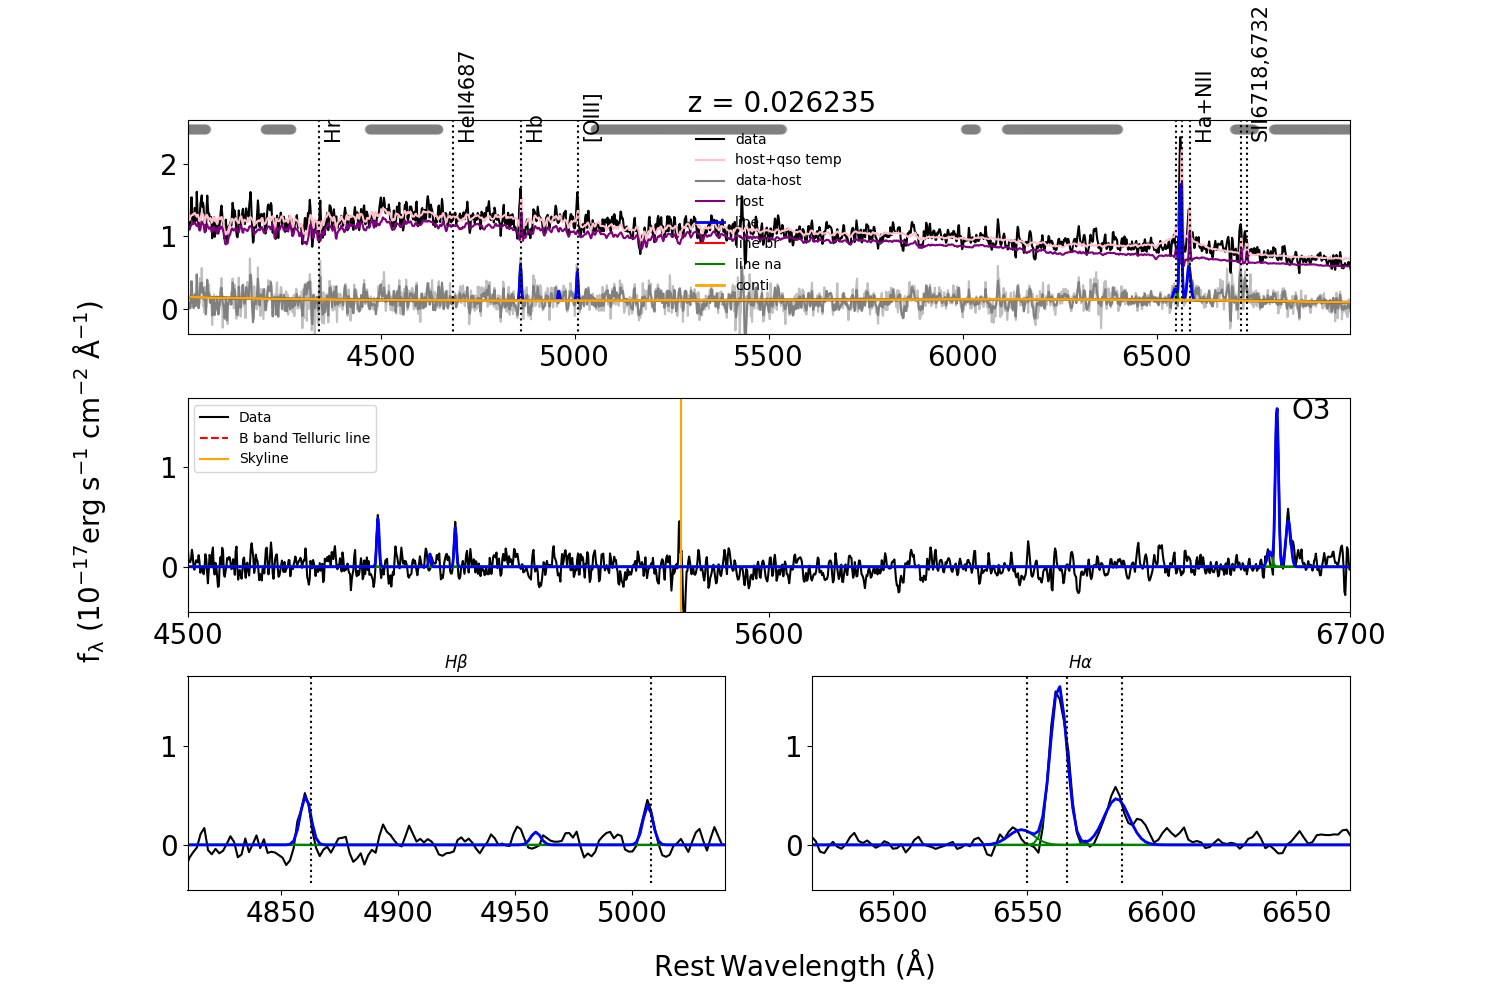 z = 0.026235
Hr
HeII4687
Hb
[OIII]
Ha+NII
SII6718,6732
data
host+qso temp
data-host
host
line
line br
line na
conti
2
1
0
4500 5000 5500 6000 6500
fλ (10−17erg s−1 cm−2 Å−1)
Data
B band Telluric line
Skyline
O3
1
0
4500 5600 6700
Hβ
1
0
4850 4900 4950 5000
Hα
1
0
6500 6550 6600 6650
Rest Wavelength (Å)